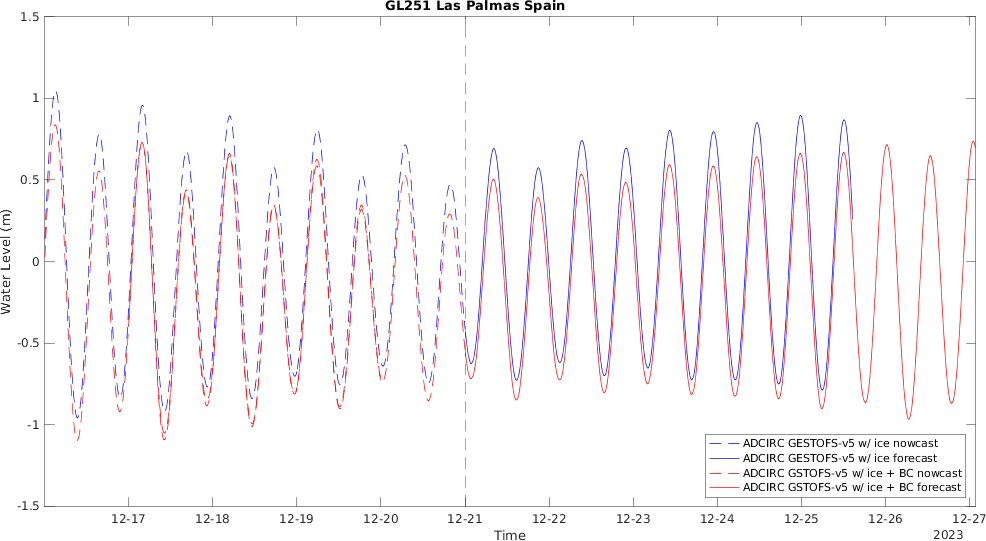 GL251 Las Palmas Spain
1.5
1
0.5
0
-0.5
-1
-1.5
Water Level (m)
ADCIRC GESTOFS-v5 w/ ice nowcast
ADCIRC GESTOFS-v5 w/ ice forecast
ADCIRC GSTOFS-v5 w/ ice + BC nowcast
ADCIRC GSTOFS-v5 w/ ice + BC forecast
12-17 12-18 12-19 12-20 12-21 12-22 12-23 12-24 12-25 12-26 12-27
Time
2023